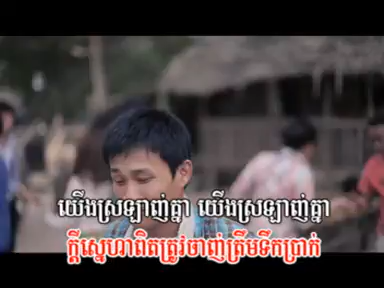 យើងស្រឡាញ់គ្នា យើងស្រឡាញ់គ្នា
ក្ដីស្នេហាពិតត្រូវចាញ់ត្រឹមទឹកប្រាក់